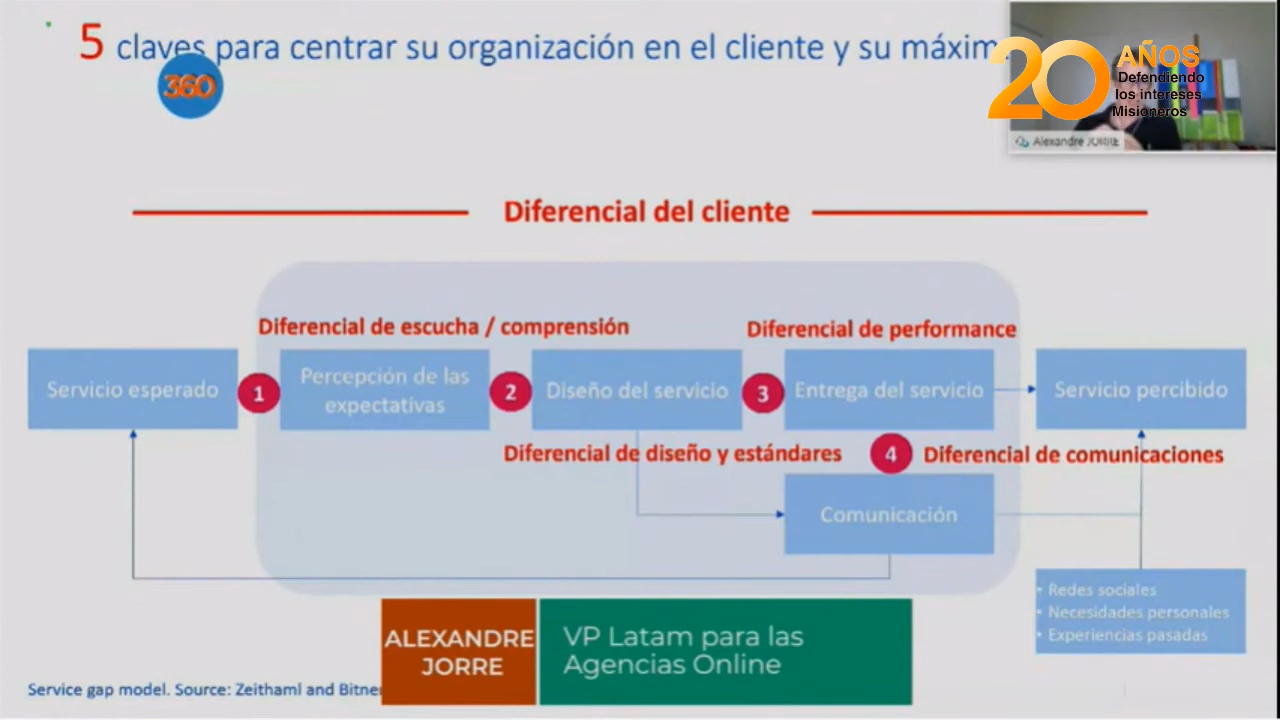 5 claves para centrar su organización en el cliente y su máxim
360
20 AÑOS
Defendiendo
los intereses
Misioneros
Alexandre JORRE
Diferencial del cliente
Diferencial de escucha / comprensión
Diferencial de performance
Servicio esperado
1
Percepción de las
expectativas
2
Diseño del servicio
3
Entrega del servicio
Servicio percibido
Diferencial de diseño y estándares
4
Diferencial de comunicaciones
Comunicación
• Redes sociales
• Necesidades personales
• Experiencias pasadas
ALEXANDRE
JORRE
VP Latam para las
Agencias Online
Service gap model. Source: Zeithaml and Bitner